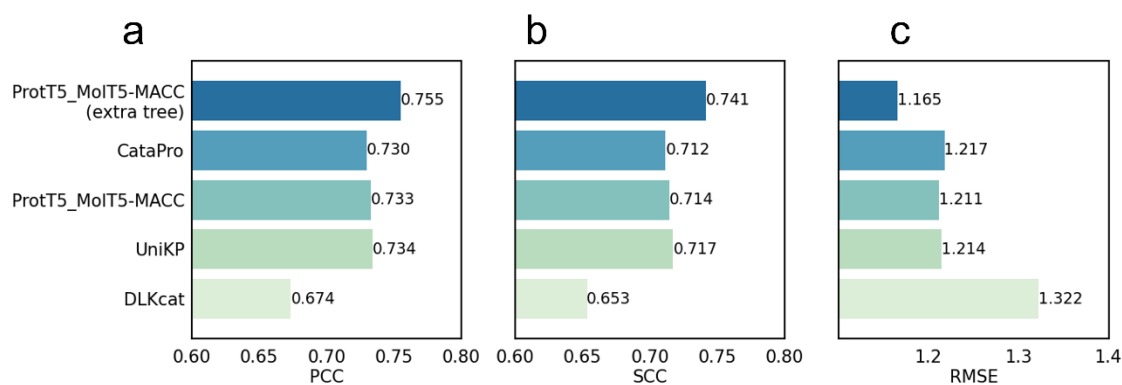 a
b
c
ProtT5_MolT5-MACC
(extra tree)
CataPro
ProtT5_MolT5-MACC
UniKP
DLKcat
0.755
0.730
0.733
0.734
0.674
0.60 0.65 0.70 0.75 0.80
PCC
0.741
0.712
0.714
0.717
0.653
0.60 0.65 0.70 0.75 0.80
SCC
1.165
1.217
1.211
1.214
1.322
1.2 1.3 1.4
RMSE